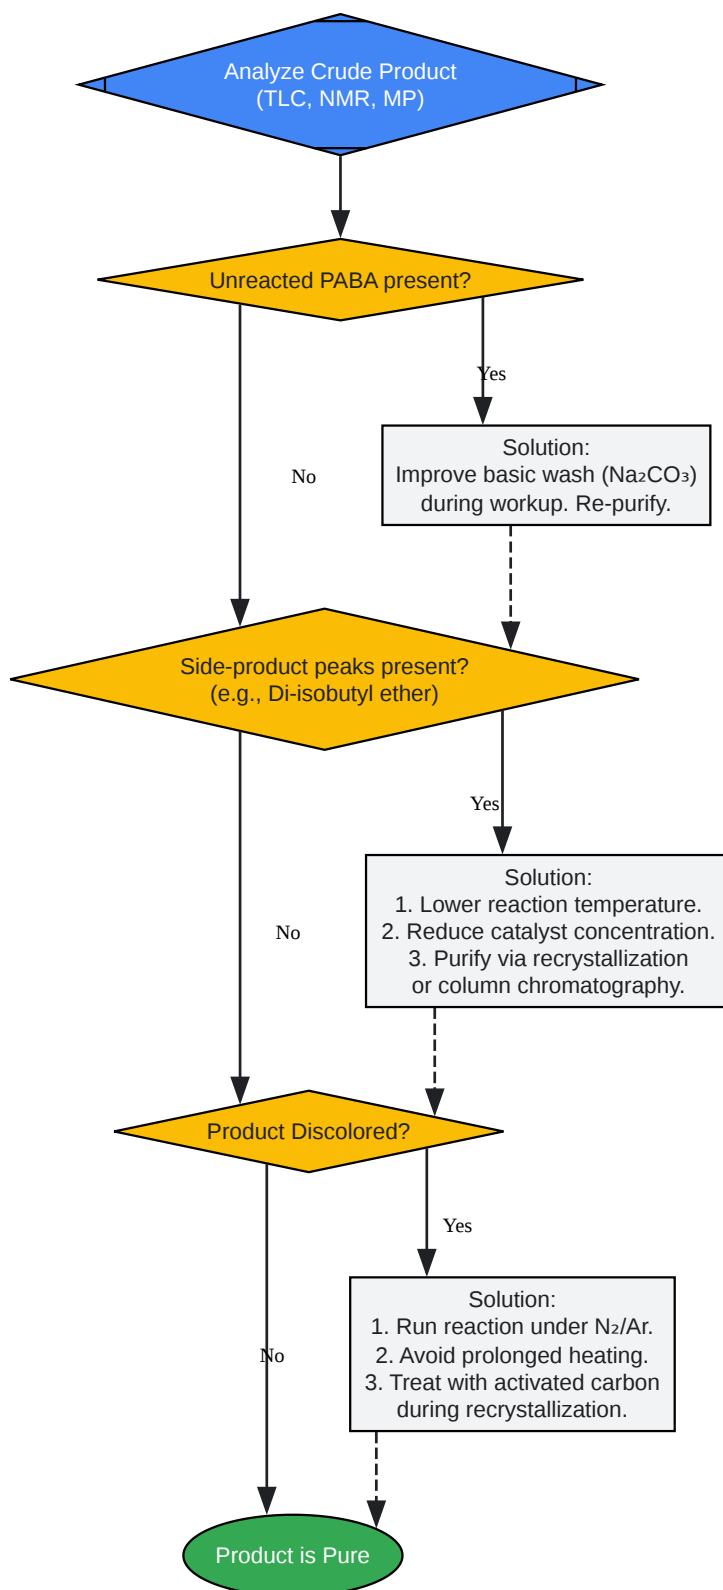 Analyze Crude Product
(TLC, NMR, MP)
Unreacted PABA present?
Yes
Solution:
Improve basic wash (Na₂CO₃)
during workup. Re-purify.
No
Side-product peaks present?
(e.g., Di-isobutyl ether)
Yes
Solution:
1. Lower reaction temperature.
2. Reduce catalyst concentration.
3. Purify via recrystallization
or column chromatography.
No
Product Discolored?
Yes
Solution:
1. Run reaction under N₂/Ar.
2. Avoid prolonged heating.
3. Treat with activated carbon
during recrystallization.
No
Product is Pure